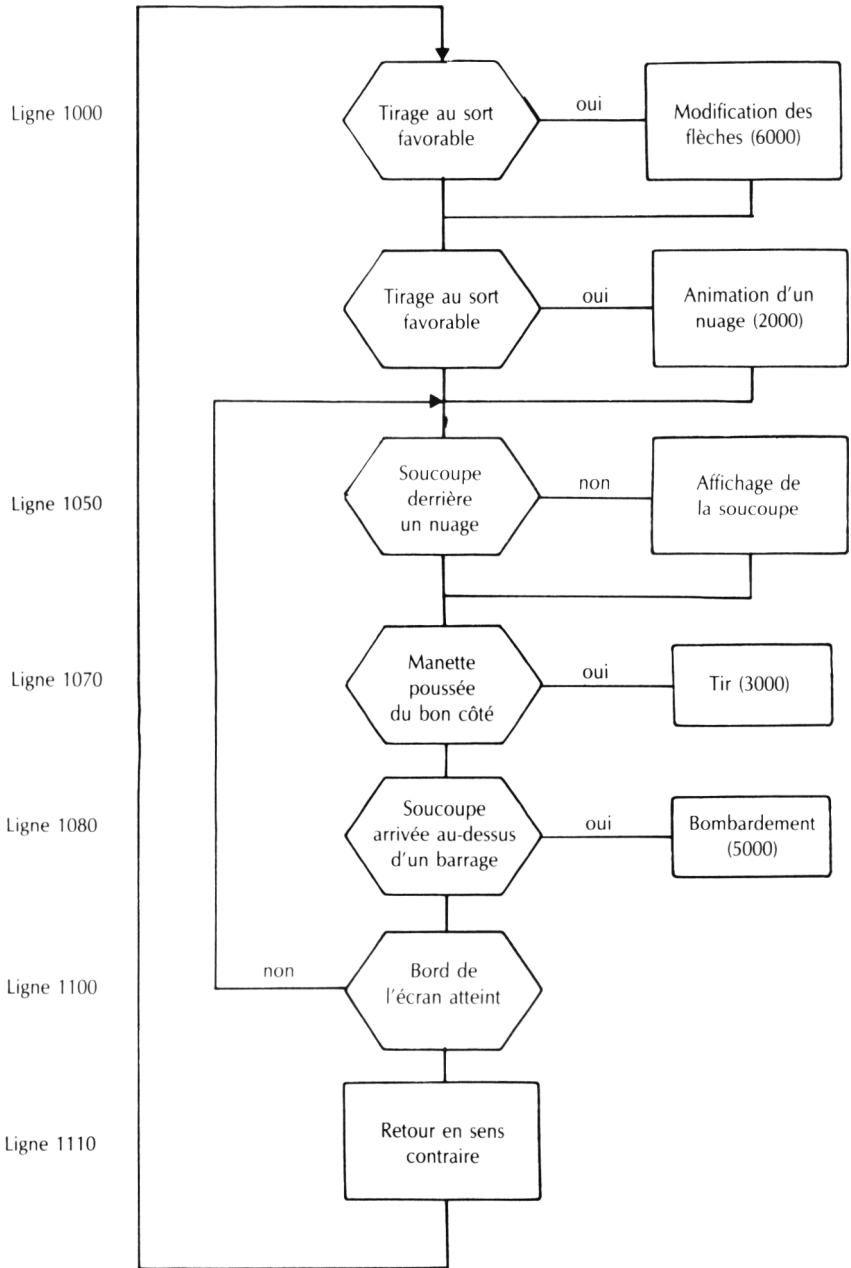 Ligne 1000
Tirage au sort
favorable
oui
Modification des
flèches (6000)
Tirage au sort
favorable
oui
Animation d'un
nuage (2000)
Ligne 1050
Soucoupe
derrière
un nuage
non
Affichage de
la soucoupe
Ligne 1070
Manette
poussée
du bon côté
oui
Tir (3000)
Ligne 1080
Soucoupe
arrivée au-dessus
d'un barrage
oui
Bombardement
(5000)
Ligne 1100
non
Bord de
l'écran atteint
Ligne 1110
Retour en sens
contraire